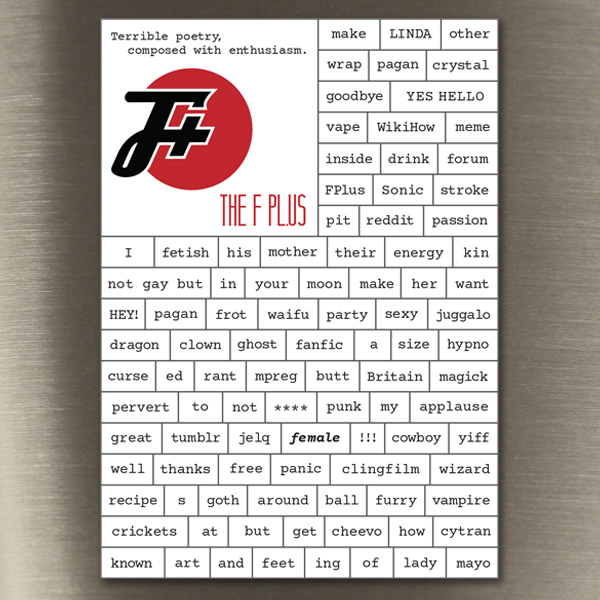 Terrible poetry,
composed with enthusiasm.
F+
THE F PLUS
make LINDA other
wrap pagan crystal
goodbye YES HELLO
vape WikiHow meme
inside drink forum
FPlus Sonic stroke
pit reddit passion
I fetish his mother their energy kin
not gay but in your moon make her want
HEY! pagan frot waifu party sexy juggalo
dragon clown ghost fanfic a size hypno
curse ed rant mpreg butt Britain magick
pervert to not **** punk my applause
great tumblr jelq female !!! cowboy yiff
well thanks free panic clingfilm wizard
recipe s goth around ball furry vampire
crickets at but get cheevo how cytran
known art and feet ing of lady mayo